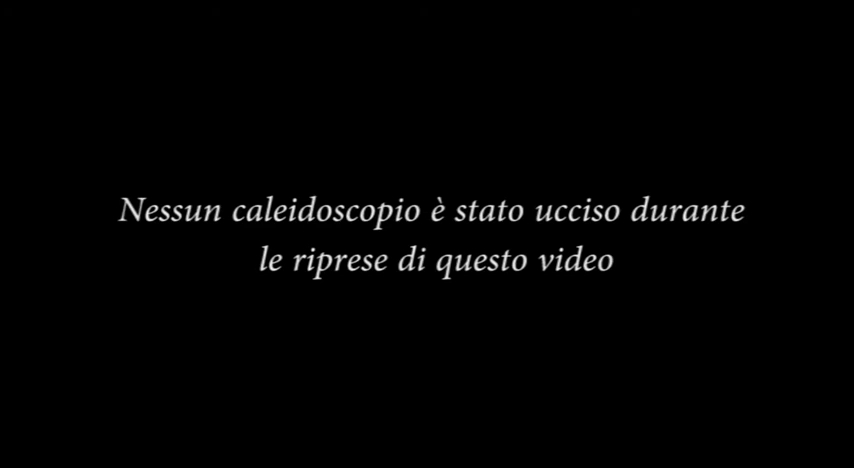 Nessun caleidoscopio è stato ucciso durante
le riprese di questo video